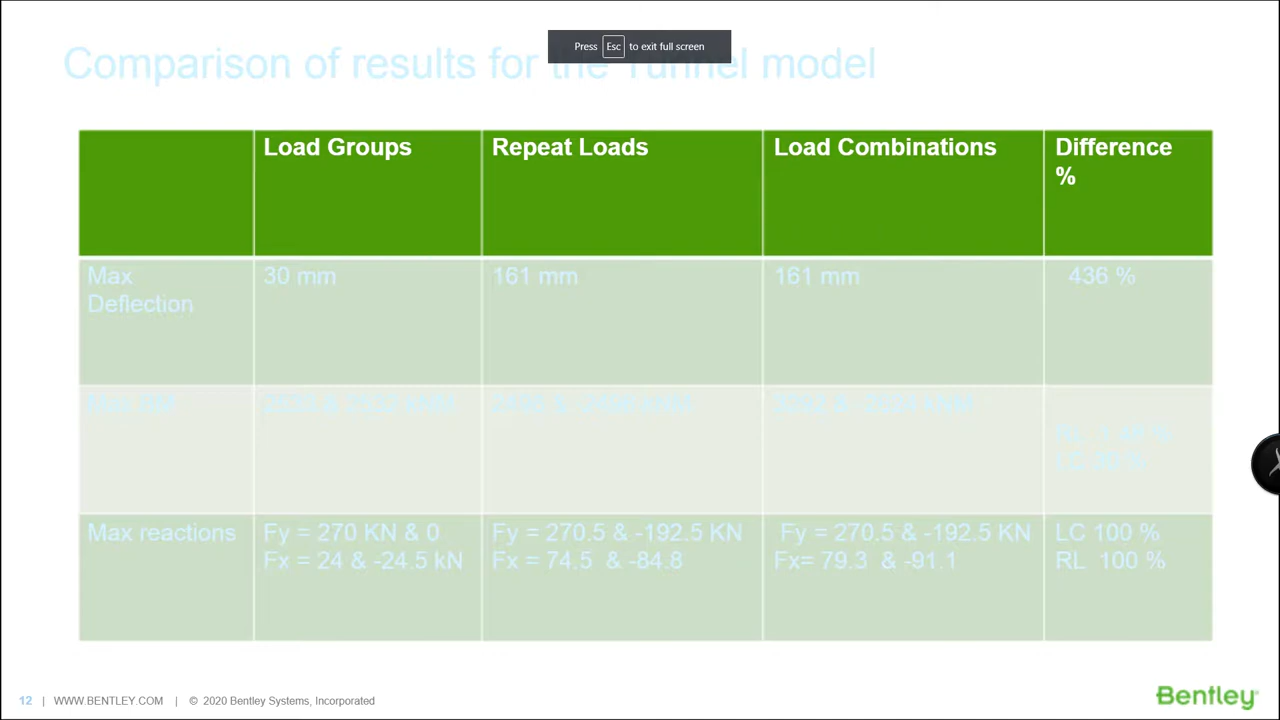 Comparison of results for the Tunnel model
Press Esc to exit full screen
Load Groups
Repeat Loads
Load Combinations
Difference
%
Max
Deflection
30 mm
161 mm
161 mm
436 %
Max reactions
Fy = 270 KN & 0
Fx = 24 & -24.5 kN
Fy = 270.5 & -192.5 KN
Fx = 74.5 & -84.8
Fy = 270.5 & -192.5 KN
Fx= 79.3 & -91.1
LC 100 %
RL 100 %
12 | WWW.BENTLEY.COM | © 2020 Bentley Systems, Incorporated
Bentley